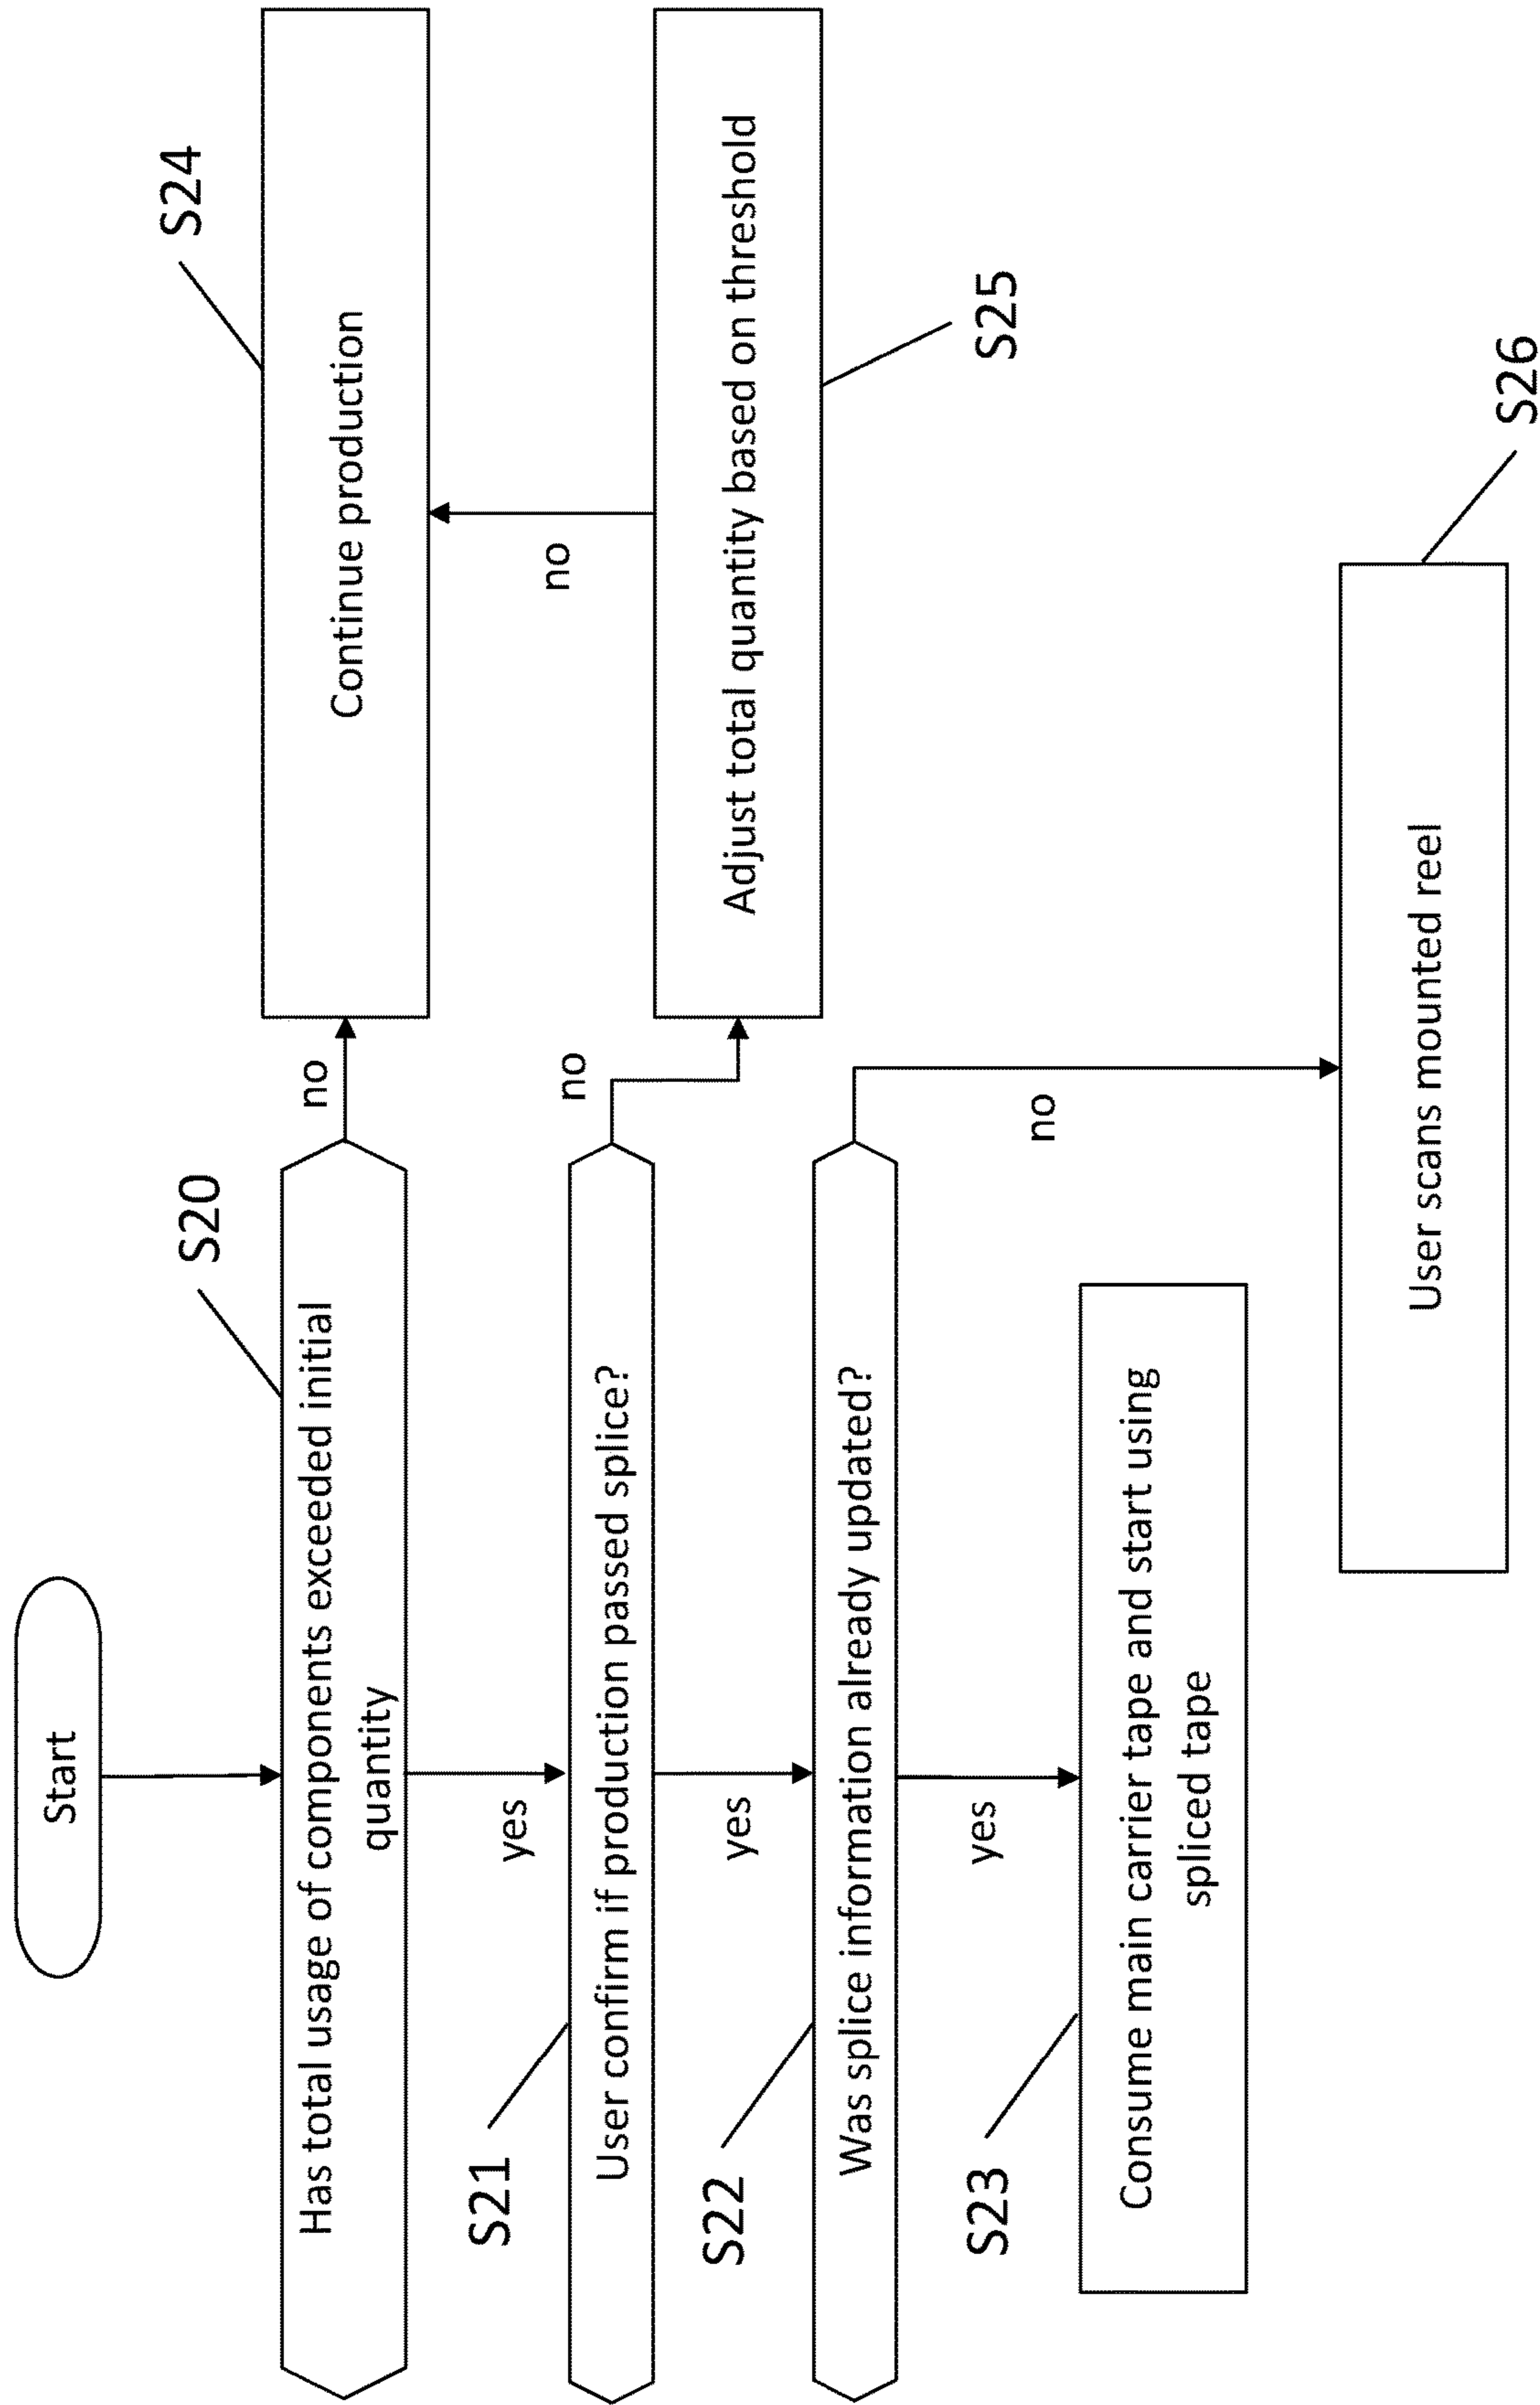 Start
S20
Has total usage of components exceeded initial
quantity
no
S24
Continue production
yes
S21
User confirm if production passed splice?
no
no
Adjust total quantity based on threshold
S25
yes
S22
Was splice information already updated?
no
yes
S23
Consume main carrier tape and start using
spliced tape
User scans mounted reel
S26